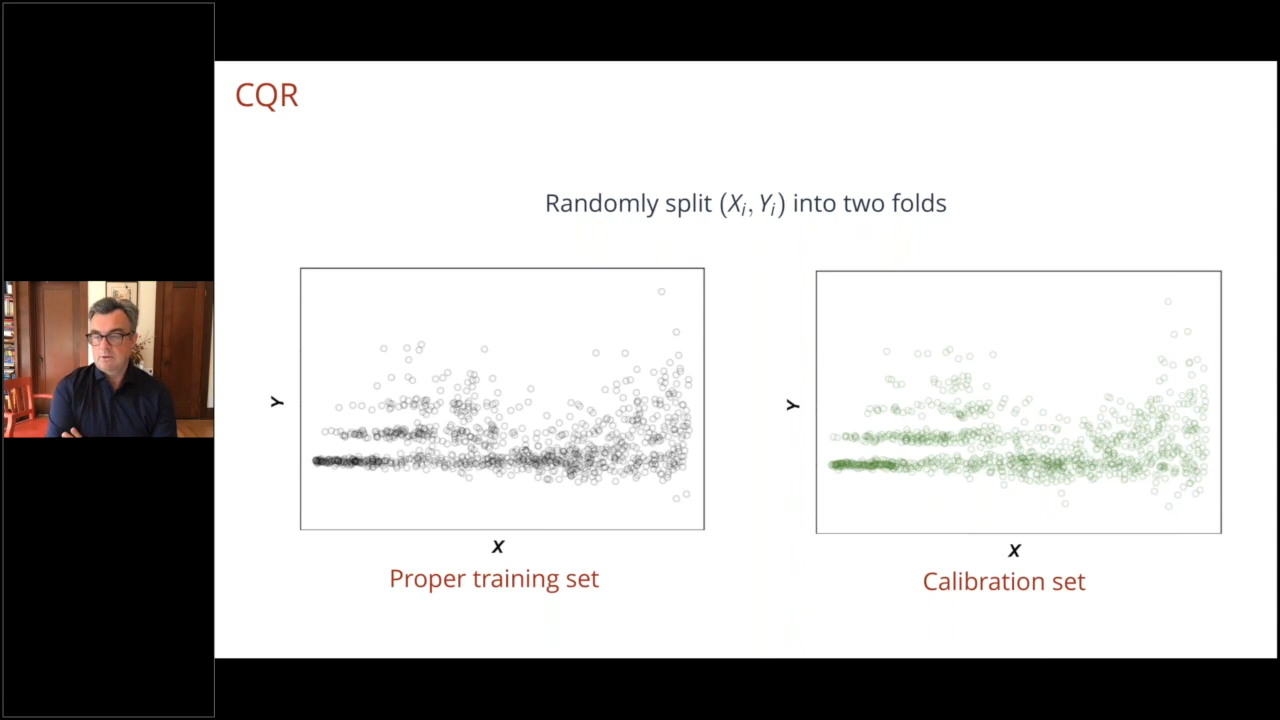 CQR
Randomly split (Xᵢ, Yᵢ) into two folds
Y
X
Proper training set
Y
X
Calibration set